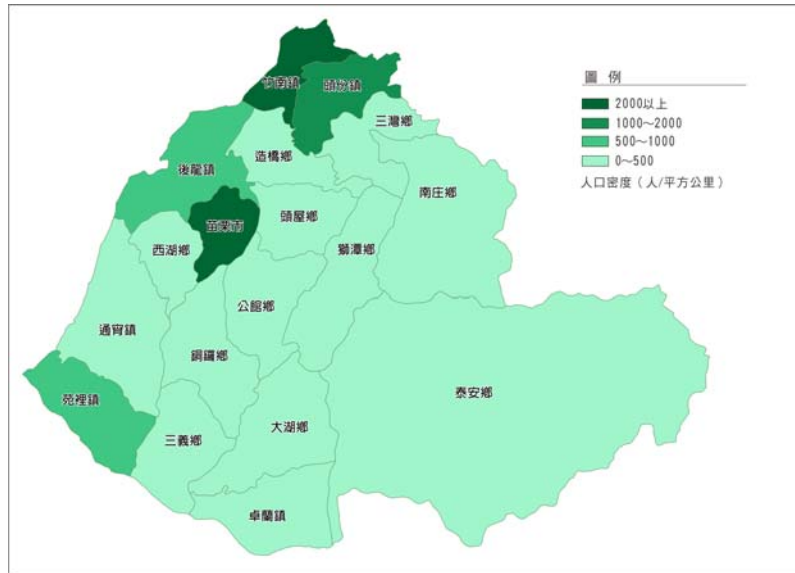 圖 例
2000以上
1000～2000
500～1000
0～500
人口密度（人/平方公里）
竹南鎮
頭份鎮
三灣鄉
造橋鄉
後龍鎮
南庄鄉
頭屋鄉
苗栗市
西湖鄉
獅潭鄉
公館鄉
通宵鎮
銅鑼鄉
泰安鄉
苑裡鎮
大湖鄉
三義鄉
卓蘭鎮